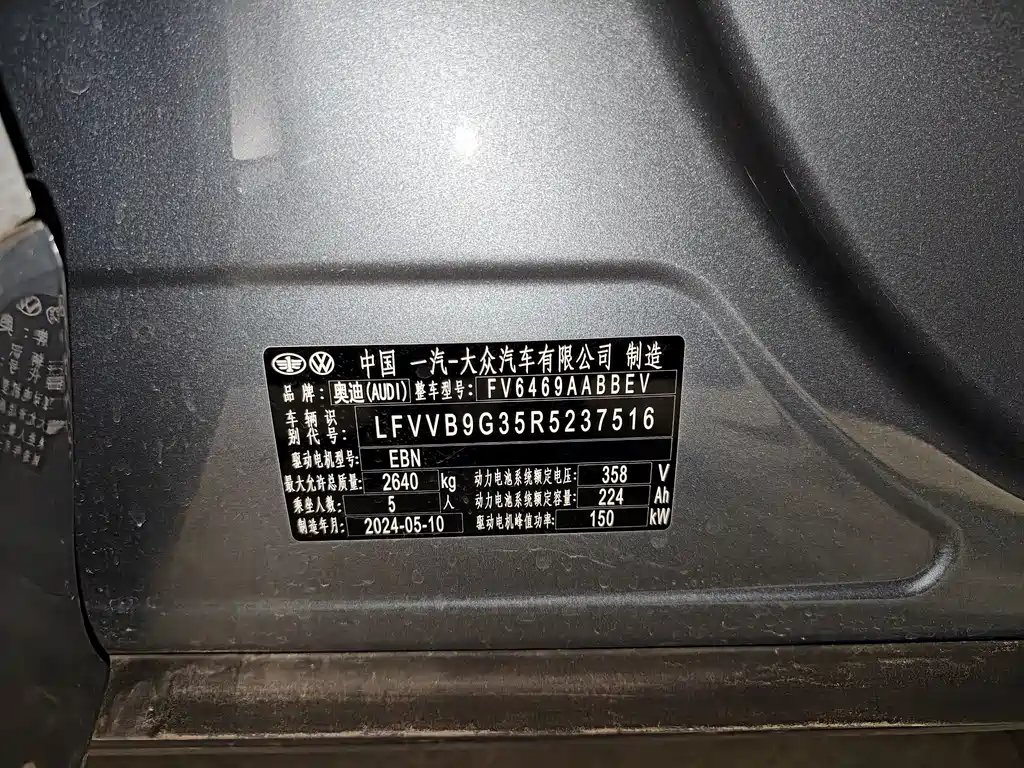 中国 一汽-大众汽车有限公司 制造
品牌: 奥迪(AUDI) 整车型号: FV6469AABBEV
车辆识别代号: LFVVB9G35R5237516
驱动电机型号: EBN
最大允许总质量: 2640 kg 动力电池系统额定电压: 358 V
乘坐人数: 5 人 动力电池系统额定容量: 224 Ah
制造年月: 2024-05-10 驱动电机峰值功率: 150 kW